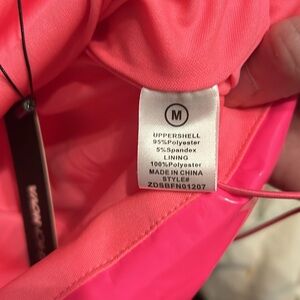 M
UPPERSHELL
95%Polyester
5%Spandex
LINING
100%Polyester
MADE IN CHINA
STYLE#
ZDSBFN01207